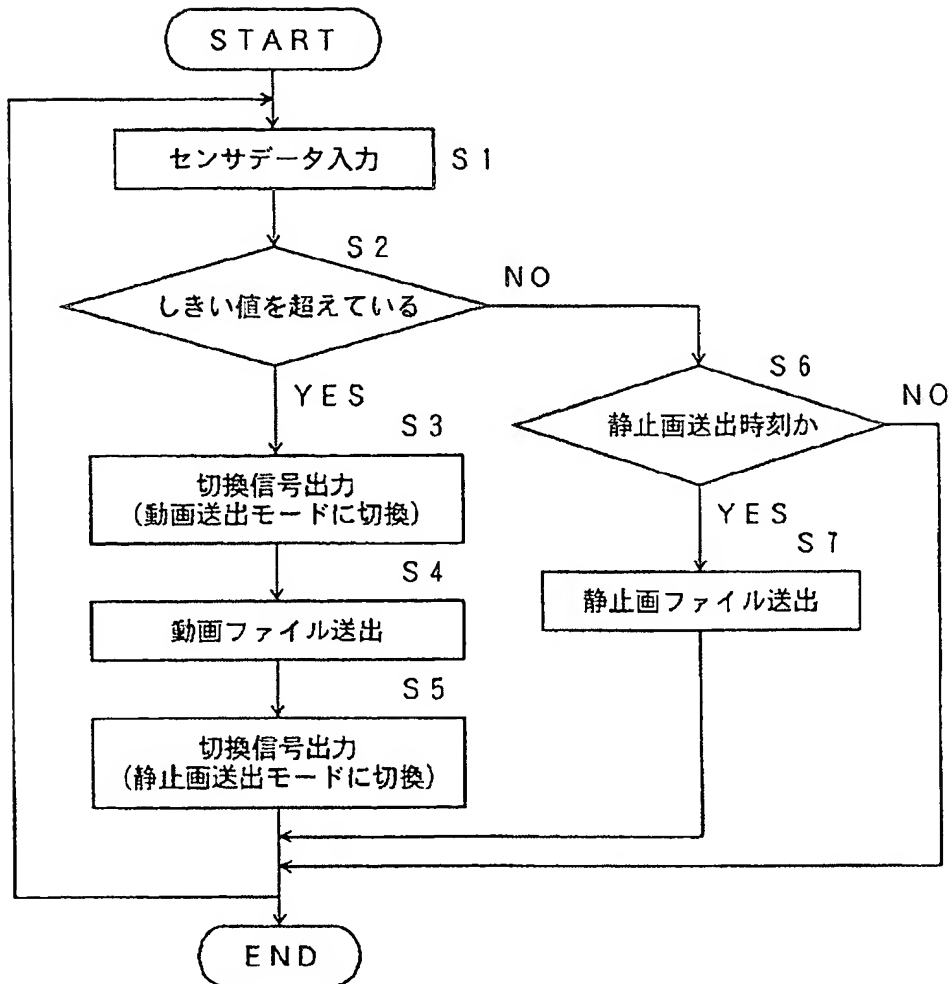 START
センサデータ入力
S1
S2
しきい値を超えている
NO
YES
S6
静止画送出時刻か
NO
YES
S3
切換信号出力
(動画送出モードに切換)
S7
静止画ファイル送出
S4
動画ファイル送出
S5
切換信号出力
(静止画送出モードに切換)
END